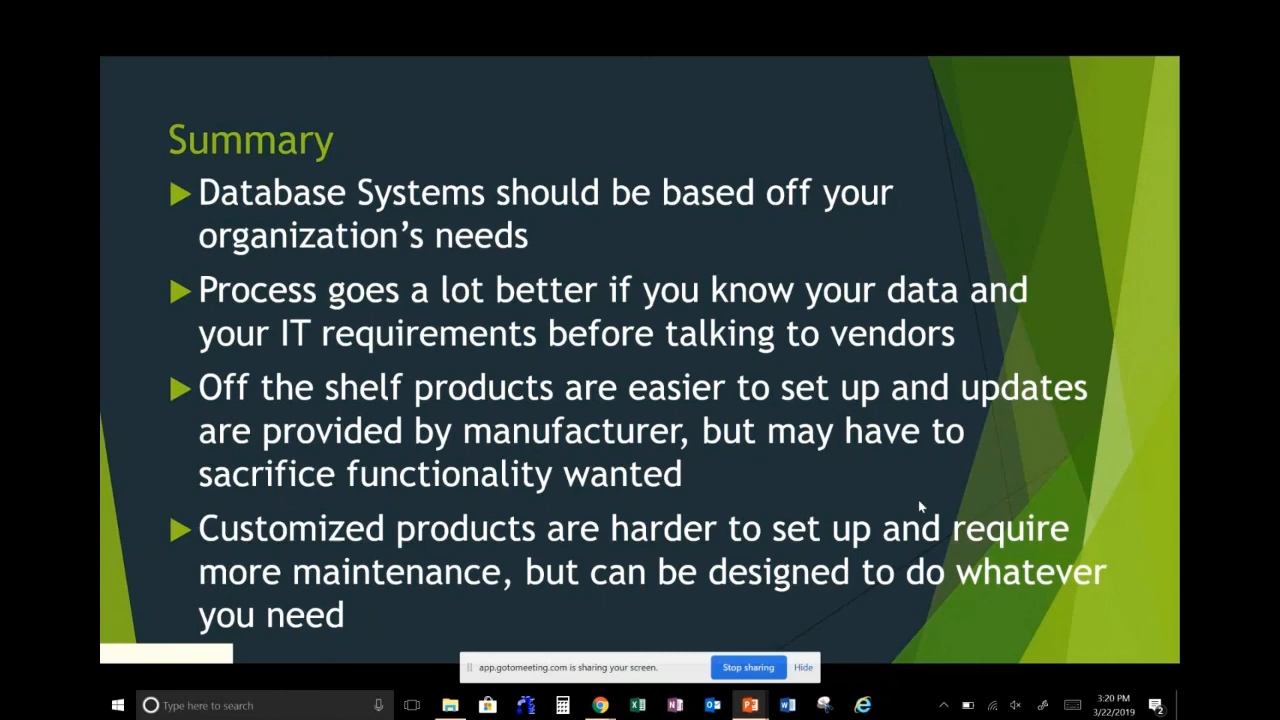 Summary
Database Systems should be based off your
organization's needs
Process goes a lot better if you know your data and
your IT requirements before talking to vendors
Off the shelf products are easier to set up and updates
are provided by manufacturer, but may have to
sacrifice functionality wanted
Customized products are harder to set up and require
more maintenance, but can be designed to do whatever
you need
app.gotomeeting.com is sharing your screen. Stop sharing Hide
Type here to search
3:20 PM
3/22/2019
2